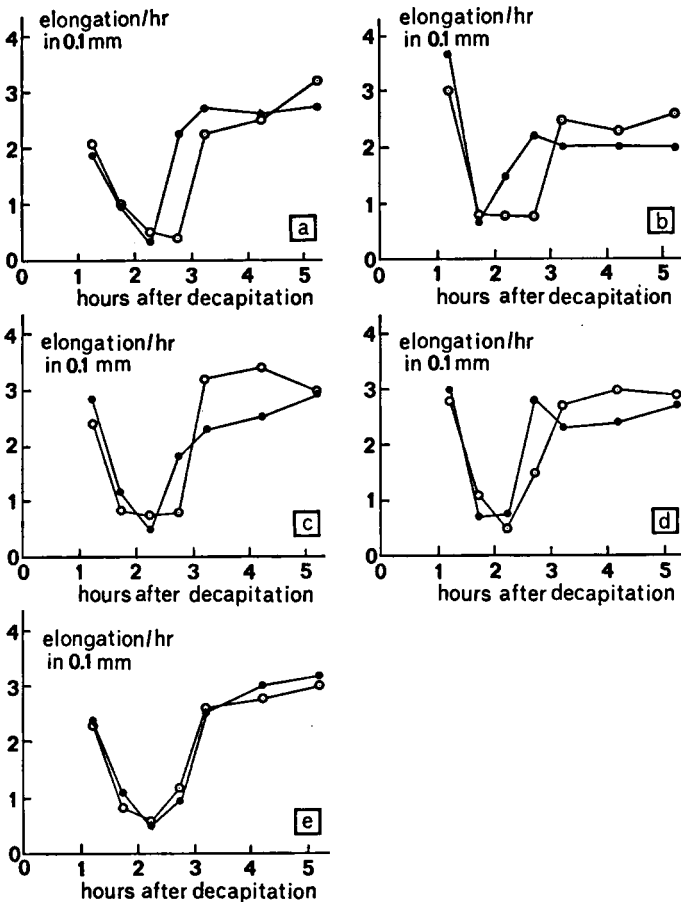 elongation/hr
in 0.1 mm
4
3
2
1
0
0 1 2 3 4 5
hours after decapitation
a
elongation/hr
in 0.1 mm
4
3
2
1
0
0 1 2 3 4 5
hours after decapitation
b
elongation/hr
in 0.1 mm
4
3
2
1
0
0 1 2 3 4 5
hours after decapitation
c
elongation/hr
in 0.1 mm
4
3
2
1
0
0 1 2 3 4 5
hours after decapitation
d
elongation/hr
in 0.1 mm
4
3
2
1
0
0 1 2 3 4 5
hours after decapitation
e